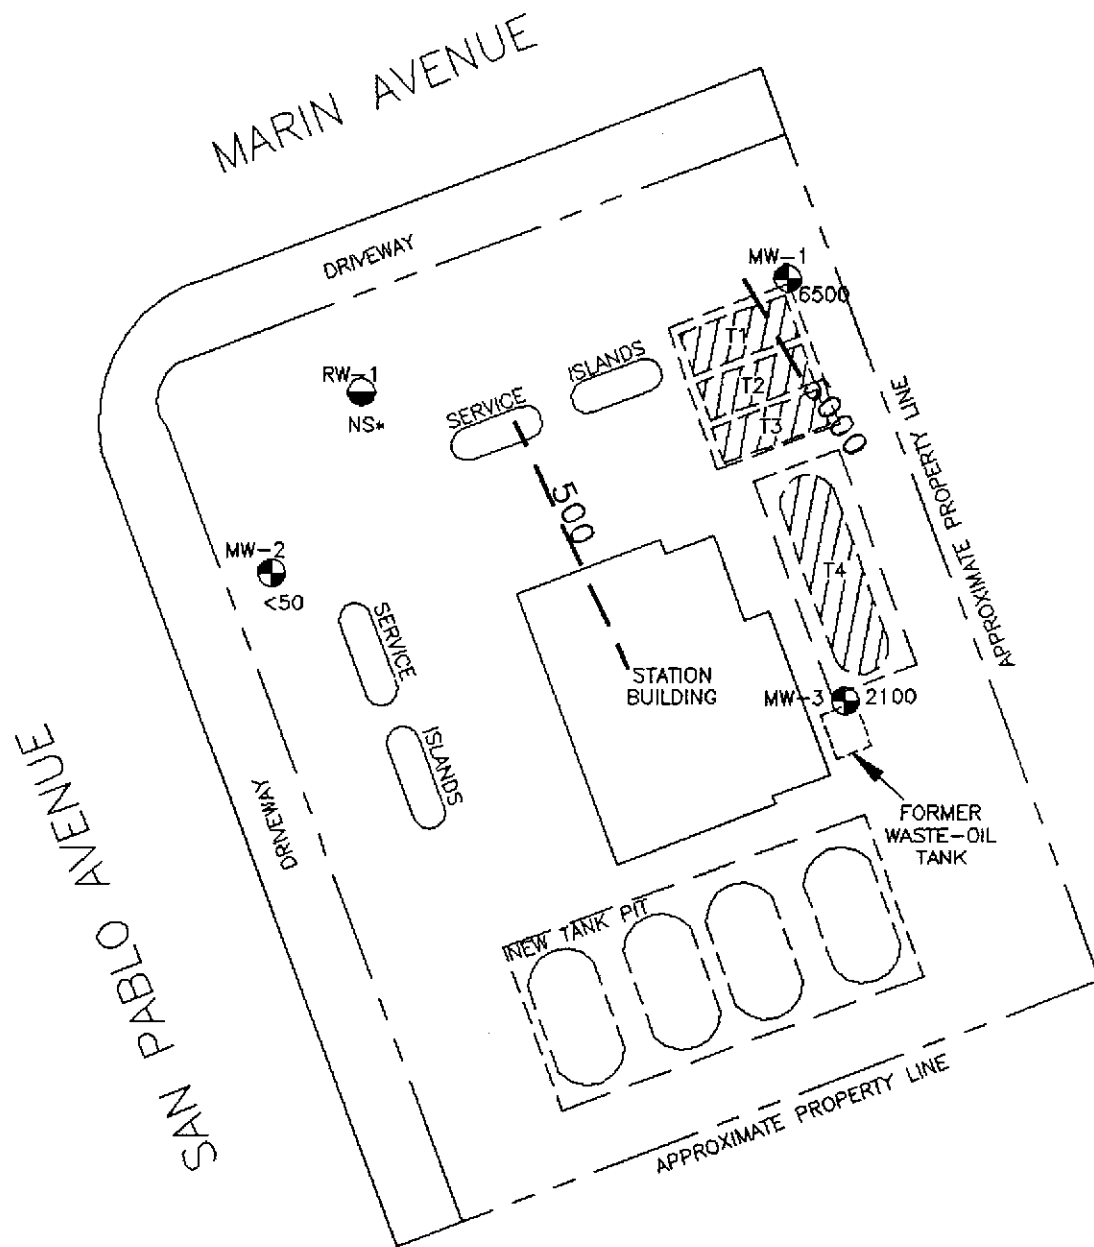 MARIN AVENUE
DRIVEWAY
MW-1
6500
T1
T2
T3
5000
ISLANDS
SERVICE
RW-1
NS*
500
APPROXIMATE PROPERTY LINE
MW-2
<50
T4
SERVICE
ISLANDS
STATION
BUILDING
MW-3
2100
SAN PABLO AVENUE
DRIVEWAY
FORMER
WASTE-OIL
TANK
NEW TANK PIT
APPROXIMATE PROPERTY LINE